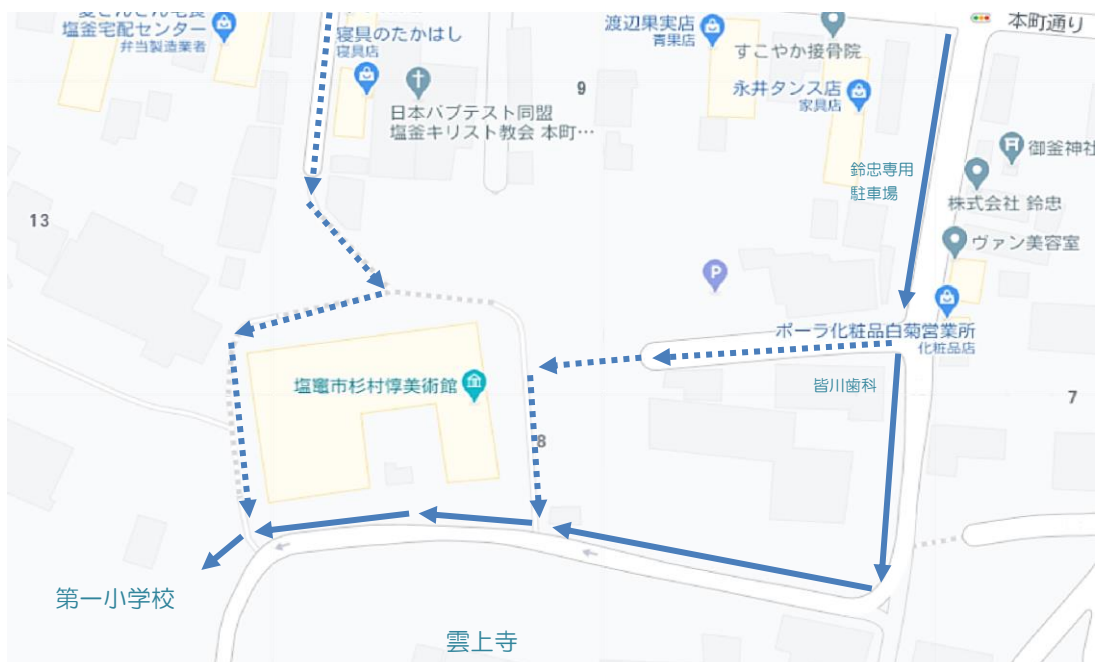 塩釜宅配センター
弁当製造業者
寝具のたかはし
寝具店
渡辺果実店
青果店
すこやか接骨院
本町通り
9
日本バプテスト同盟
塩釜キリスト教会 本町…
永井タンス店
家具店
御釜神社
鈴忠専用
駐車場
株式会社 鈴忠
13
ヴァン美容室
P
ポーラ化粧品白菊営業所
化粧品店
塩竈市杉村惇美術館
皆川歯科
7
8
第一小学校
雲上寺